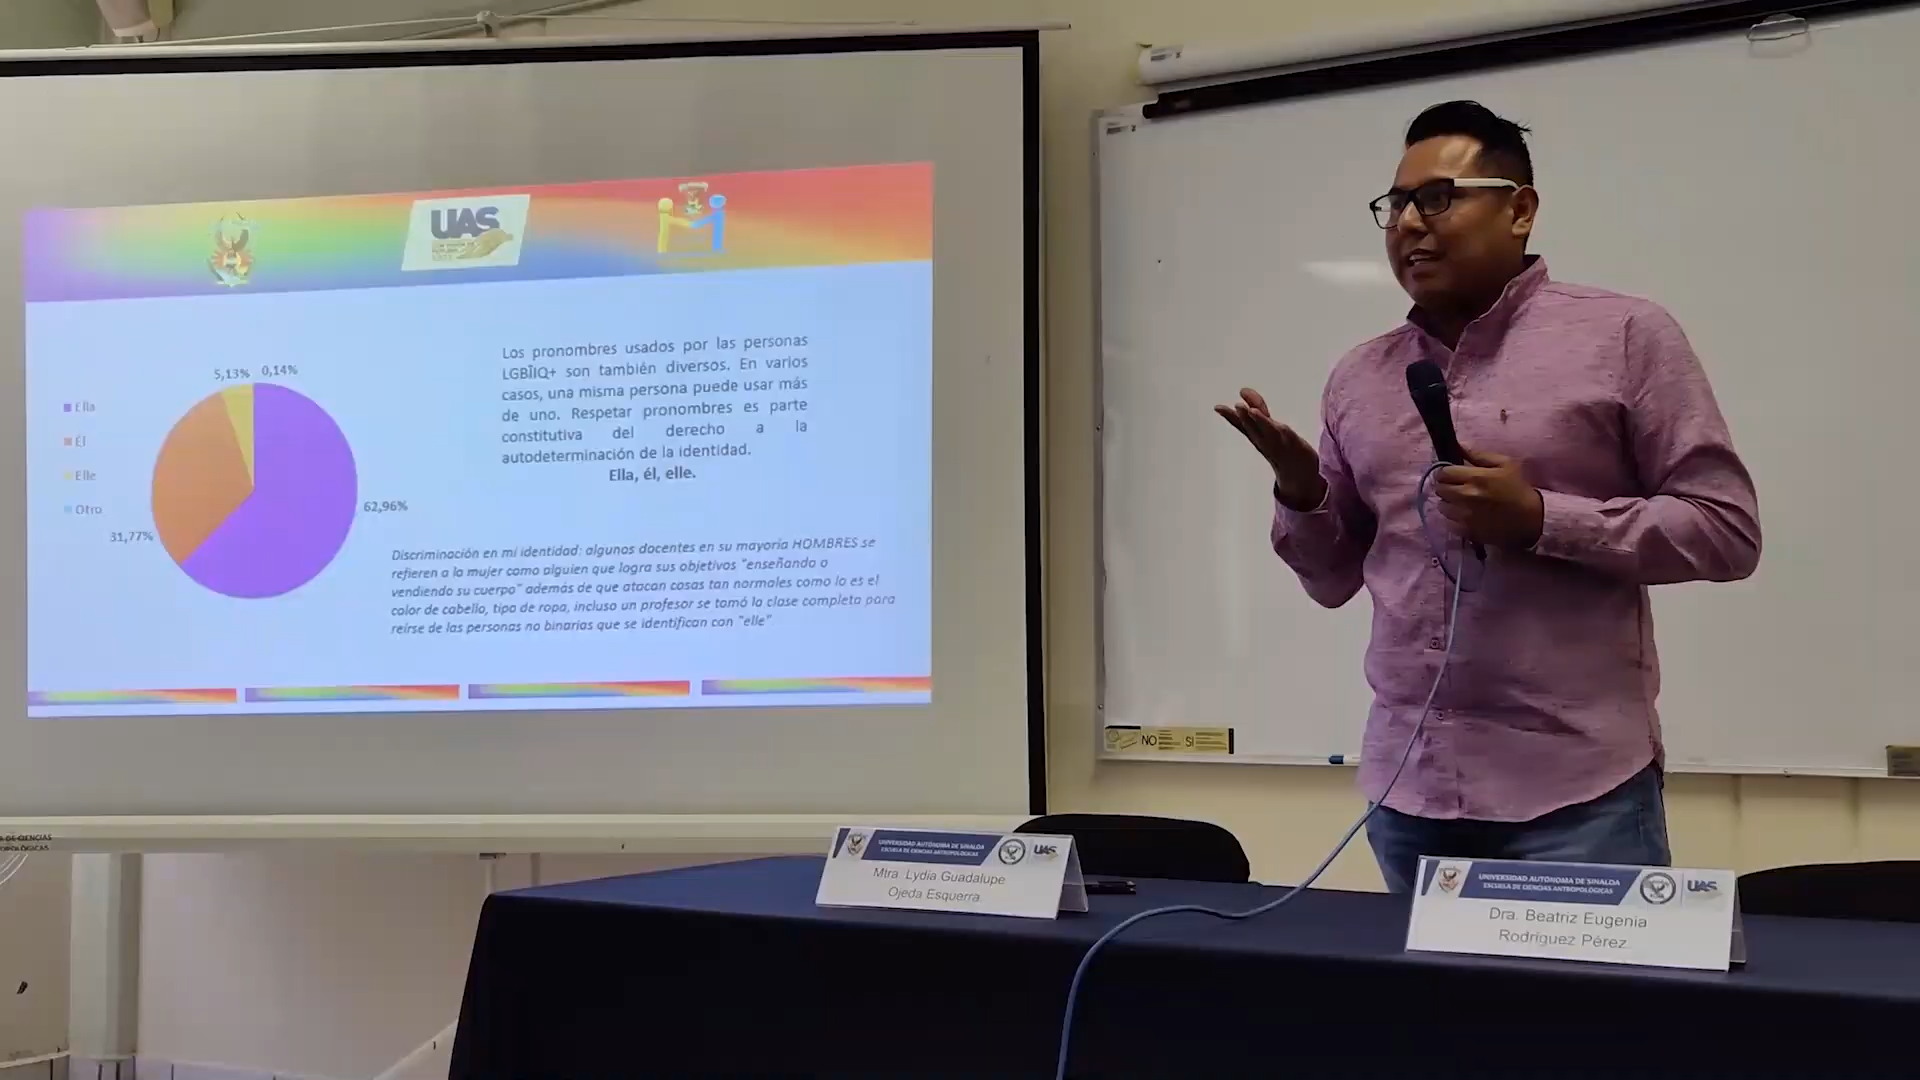 UAS
5,13% 0,14%
Ella
Él
Elle
Otro
31,77%
62,96%
Los pronombres usados por las personas
LGBTIIQ+ son también diversos. En varios
casos, una misma persona puede usar más
de uno. Respetar pronombres es parte
constitutiva del derecho a la
autodeterminación de la identidad.
Ella, él, elle.
Discriminación en mi identidad: algunos docentes en su mayoría HOMBRES se
refieren a la mujer como alguien que logra sus objetivos "enseñando o
vendiendo su cuerpo" además de que atacan cosas tan normales como lo es el
color de cabello, tipo de ropa, incluso un profesor se tomó la clase completa para
reírse de las personas no binarias que se identifican con "elle"
NO SI
DE CIENCIAS
UNIVERSIDAD AUTÓNOMA DE SINALOA
ESCUELA DE CIENCIAS ANTROPOLÓGICAS
UAS
Mtra. Lydia Guadalupe
Ojeda Esquerra
UNIVERSIDAD AUTÓNOMA DE SINALOA
ESCUELA DE CIENCIAS ANTROPOLÓGICAS
UAS
Dra. Beatriz Eugenia
Rodríguez Pérez